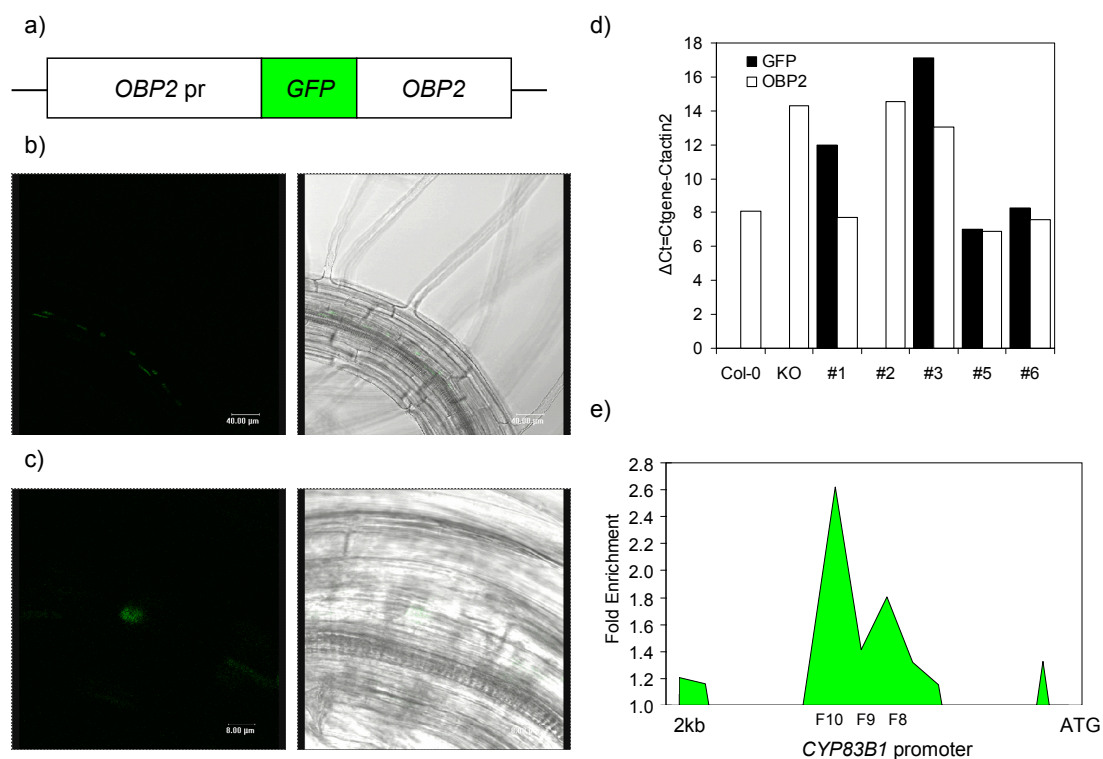 a)
OBP2 pr
GFP
OBP2
b)
40.00 µm
40.00 µm
c)
8.00 µm
d)
18
16
14
12
10
8
6
4
2
0
ΔCt=Ctgene-Ctactin2
GFP
OBP2
Col-0 KO #1 #2 #3 #5 #6
e)
2.8
2.6
2.4
2.2
2.0
1.8
1.6
1.4
1.2
1.0
Fold Enrichment
2kb F10 F9 F8 ATG
CYP83B1 promoter